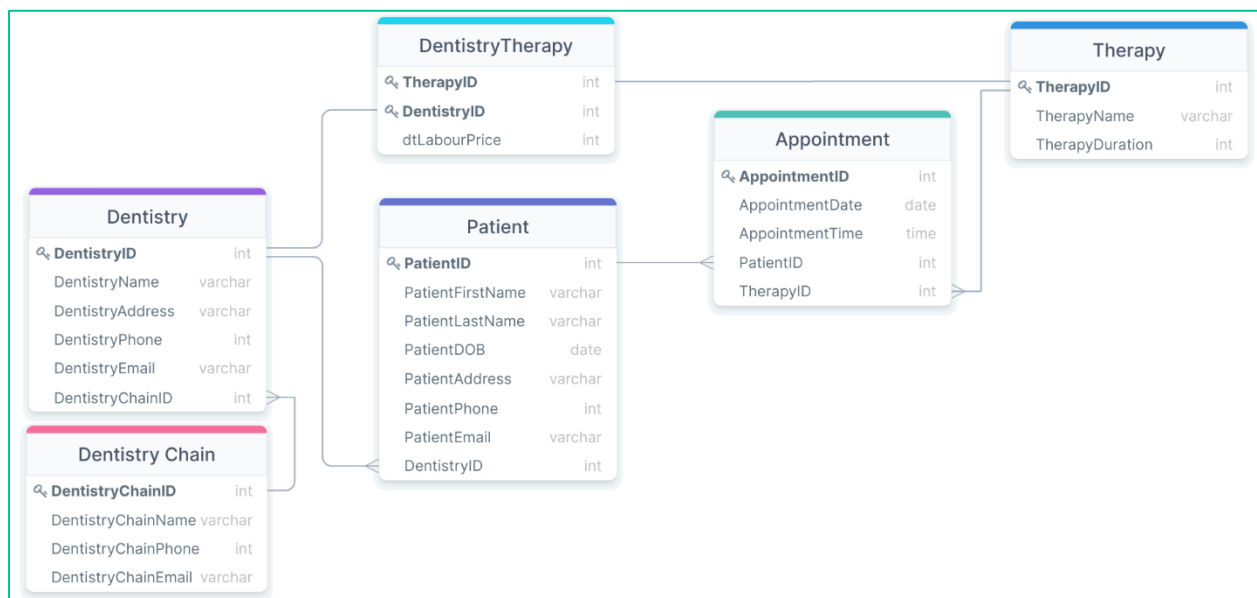 DentistryTherapy
TherapyID int
DentistryID int
dtLabourPrice int
Therapy
TherapyID int
TherapyName varchar
TherapyDuration int
Appointment
AppointmentID int
AppointmentDate date
AppointmentTime time
PatientID int
TherapyID int
Dentistry
DentistryID int
DentistryName varchar
DentistryAddress varchar
DentistryPhone int
DentistryEmail varchar
DentistryChainID int
Patient
PatientID int
PatientFirstName varchar
PatientLastName varchar
PatientDOB date
PatientAddress varchar
PatientPhone int
PatientEmail varchar
DentistryID int
Dentistry Chain
DentistryChainID int
DentistryChainName varchar
DentistryChainPhone int
DentistryChainEmail varchar